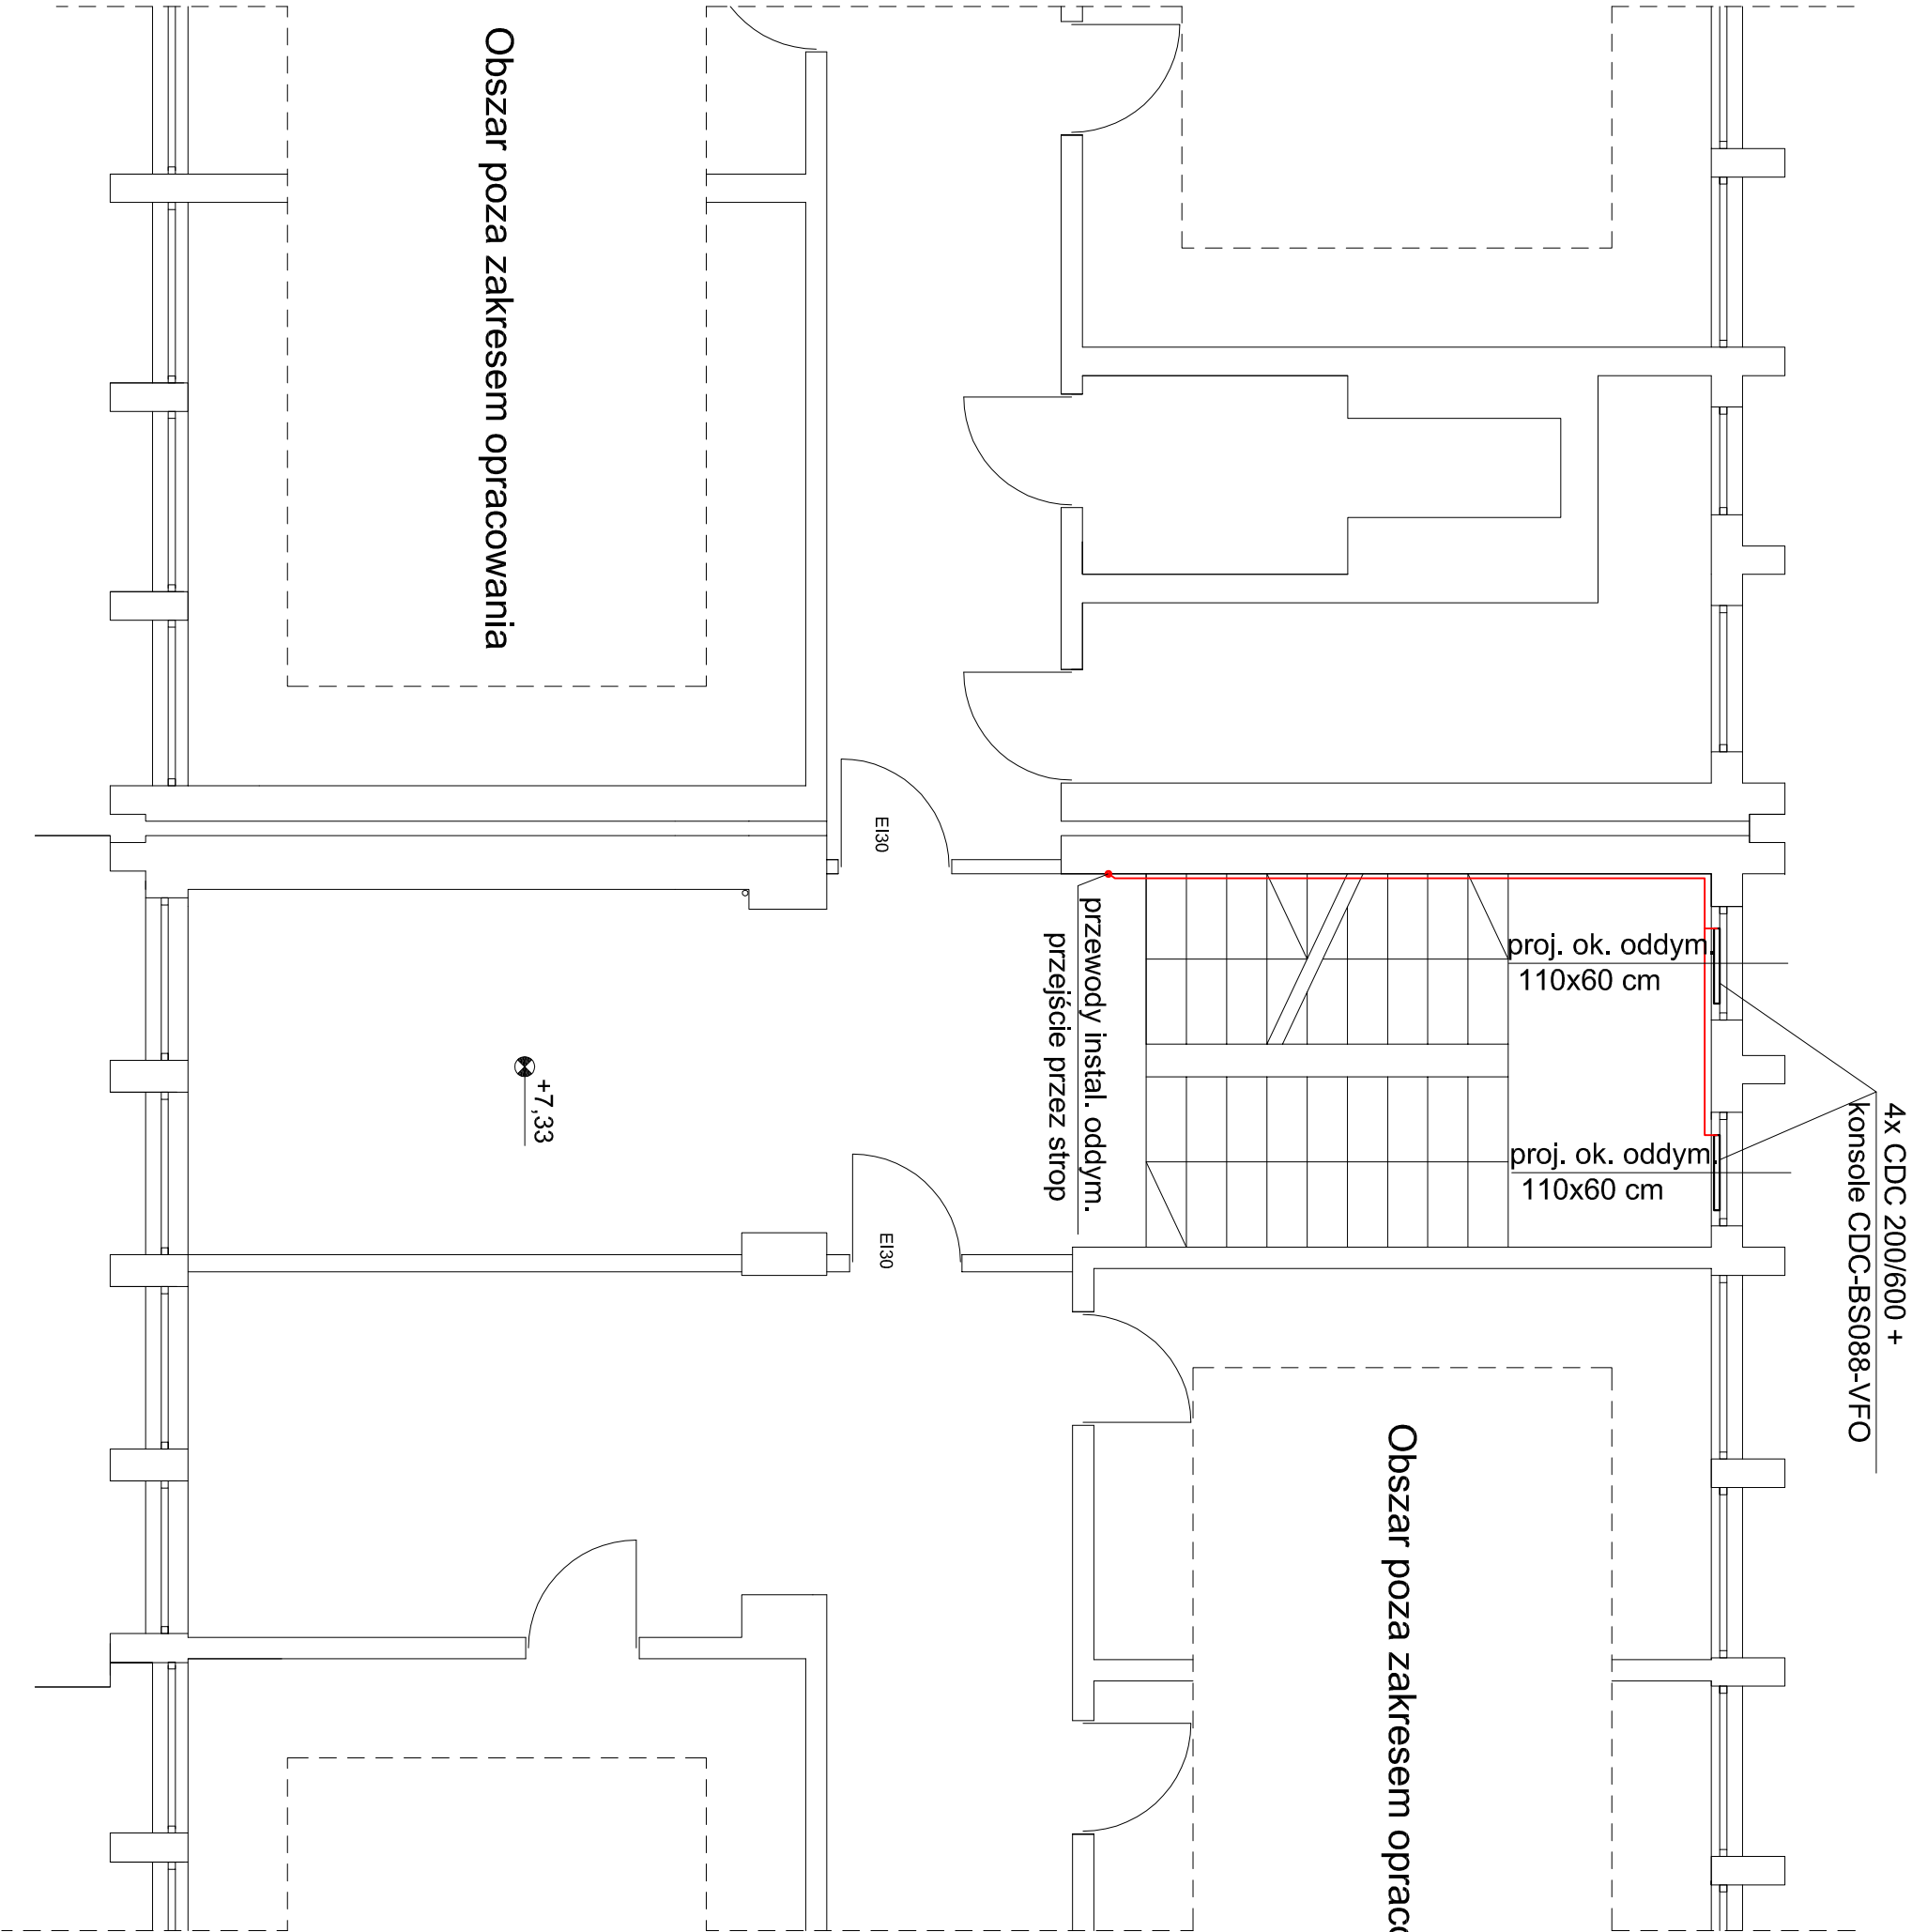 Obszar poza zakresem opracowania
EI30
przewody instal. oddym.
przejście przez strop
proj. ok. oddym.
110x60 cm
proj. ok. oddym.
110x60 cm
4x CDC 200/600 +
konsole CDC-BS088-VFO
+7,33
EI30
Obszar poza zakresem oprac